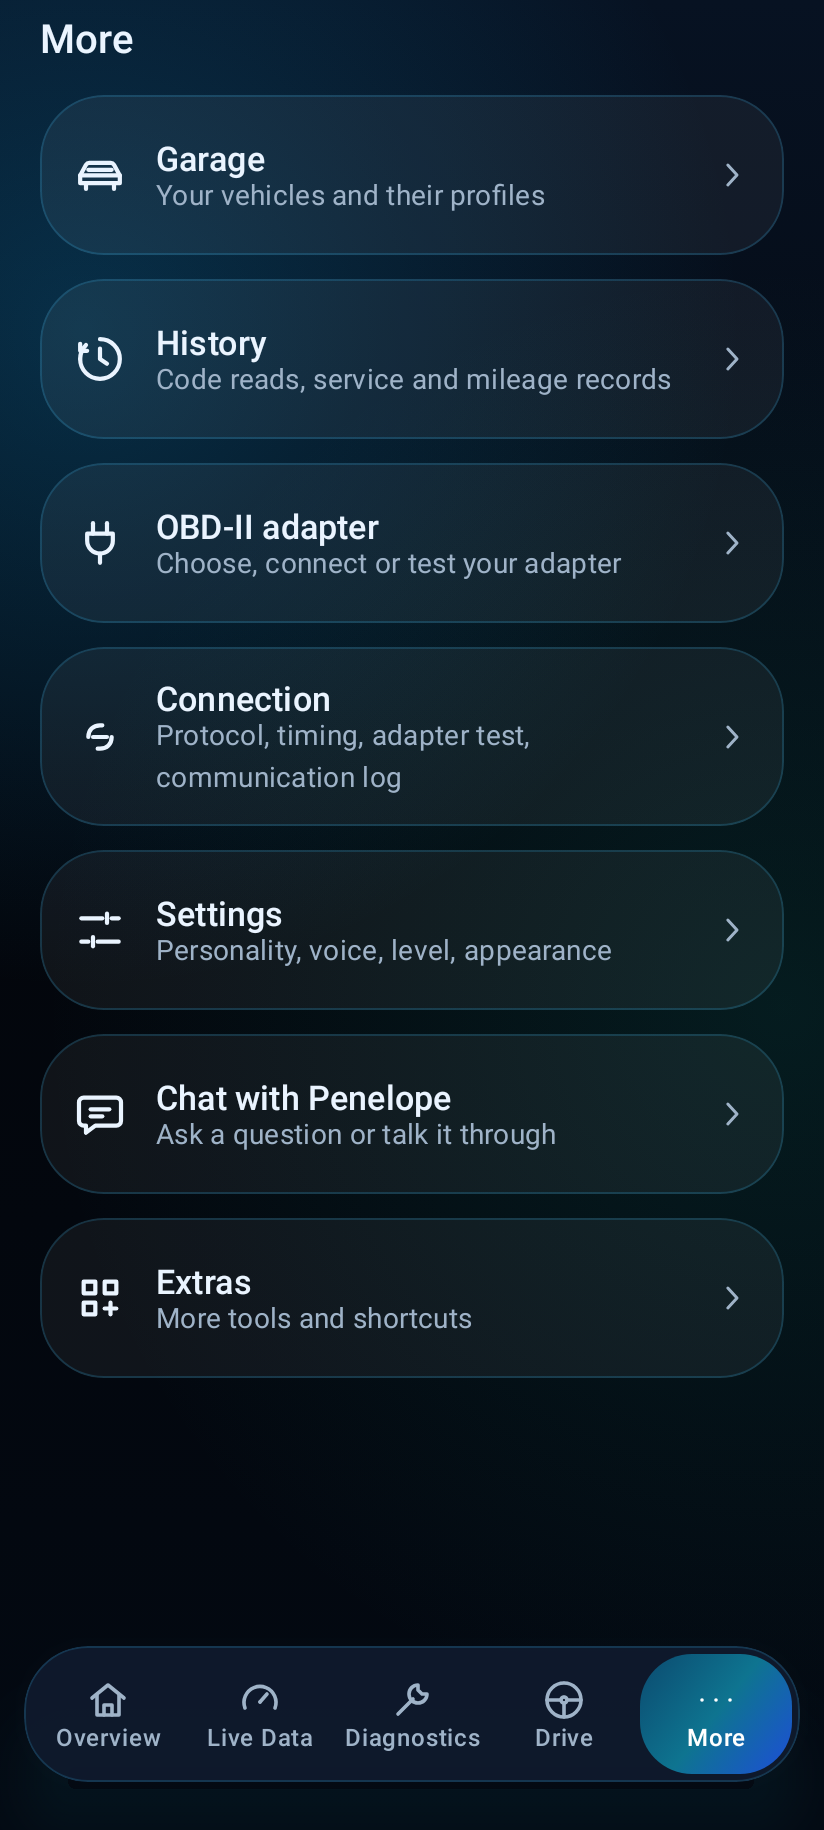 More
Garage
Your vehicles and their profiles
History
Code reads, service and mileage records
OBD-II adapter
Choose, connect or test your adapter
Connection
Protocol, timing, adapter test,
communication log
Settings
Personality, voice, level, appearance
Chat with Penelope
Ask a question or talk it through
Extras
More tools and shortcuts
Overview
Live Data
Diagnostics
Drive
More